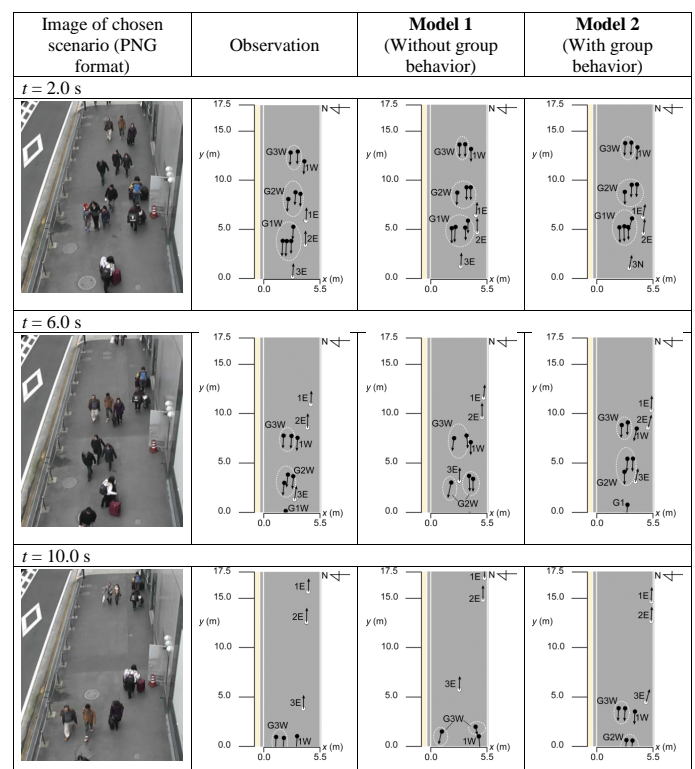 Image of chosen
scenario (PNG
format)
Observation
Model 1
(Without group
behavior)
Model 2
(With group
behavior)
t = 2.0 s
17.5
N
15.0
y (m)
G3W
1W
10.0
G2W
1E
G1W
5.0
2E
3E
0.0
x (m)
0.0
5.5
17.5
N
15.0
y (m)
G3W
1W
10.0
G2W
1E
G1W
5.0
2E
3E
0.0
x (m)
0.0
5.5
17.5
N
15.0
y (m)
G3W
1W
10.0
G2W
1E
G1W
5.0
2E
3N
0.0
x (m)
0.0
5.5
t = 6.0 s
17.5
N
15.0
y (m)
1E
10.0
2E
G3W
1W
5.0
G2W
3E
G1W
0.0
x (m)
0.0
5.5
17.5
N
15.0
y (m)
1E
10.0
2E
G3W
1W
5.0
3E
G2W
0.0
x (m)
0.0
5.5
17.5
N
15.0
y (m)
1E
10.0
G3W
2E
1W
5.0
G2W
3E
G1
0.0
x (m)
0.0
5.5
t = 10.0 s
17.5
N
1E
15.0
y (m)
2E
10.0
5.0
3E
G3W
1W
0.0
x (m)
0.0
5.5
17.5
1E
N
15.0
2E
y (m)
10.0
3E
5.0
G3W
1W
0.0
x (m)
0.0
5.5
17.5
N
1E
15.0
y (m)
2E
10.0
5.0
3E
G3W
1W
G2W
0.0
x (m)
0.0
5.5